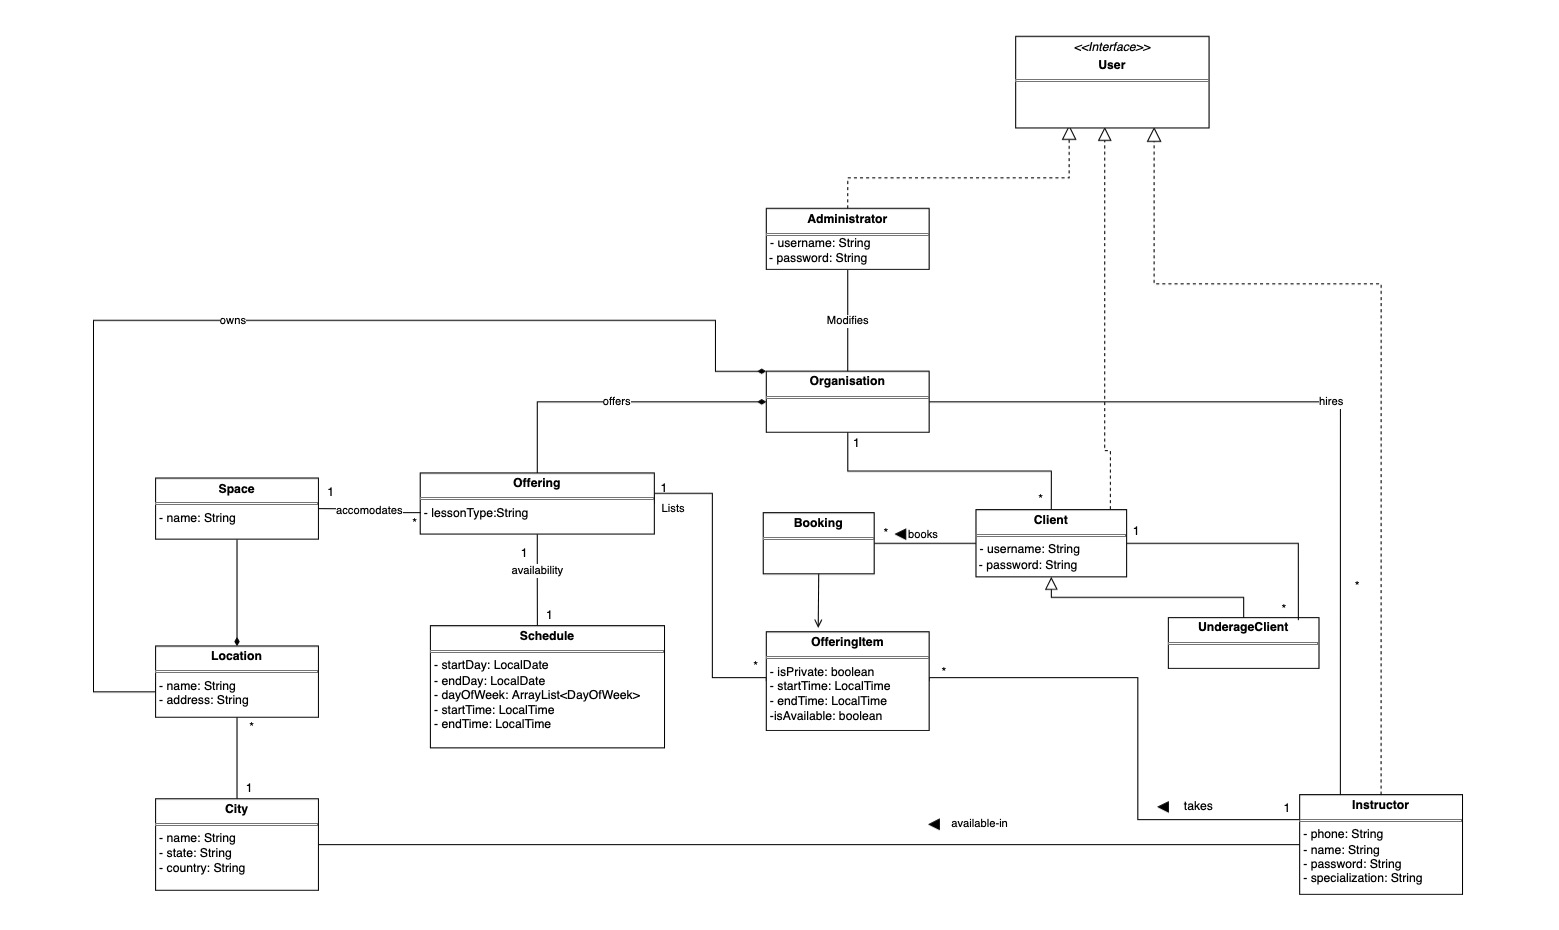 <<Interface>>
User
Administrator
- username: String
- password: String
owns
Modifies
Organisation
offers
hires
1
*
Space
- name: String
1
accomodates
*
Offering
- lessonType:String
1
Lists
1
availability
1
Booking
* ◀ books
Client
- username: String
- password: String
1
*
*
UnderageClient
Schedule
- startDay: LocalDate
- endDay: LocalDate
- dayOfWeek: ArrayList<DayOfWeek>
- startTime: LocalTime
- endTime: LocalTime
OfferingItem
- isPrivate: boolean
- startTime: LocalTime
- endTime: LocalTime
-isAvailable: boolean
*
*
Location
- name: String
- address: String
*
1
City
- name: String
- state: String
- country: String
◀ takes
1
◀ available-in
Instructor
- phone: String
- name: String
- password: String
- specialization: String